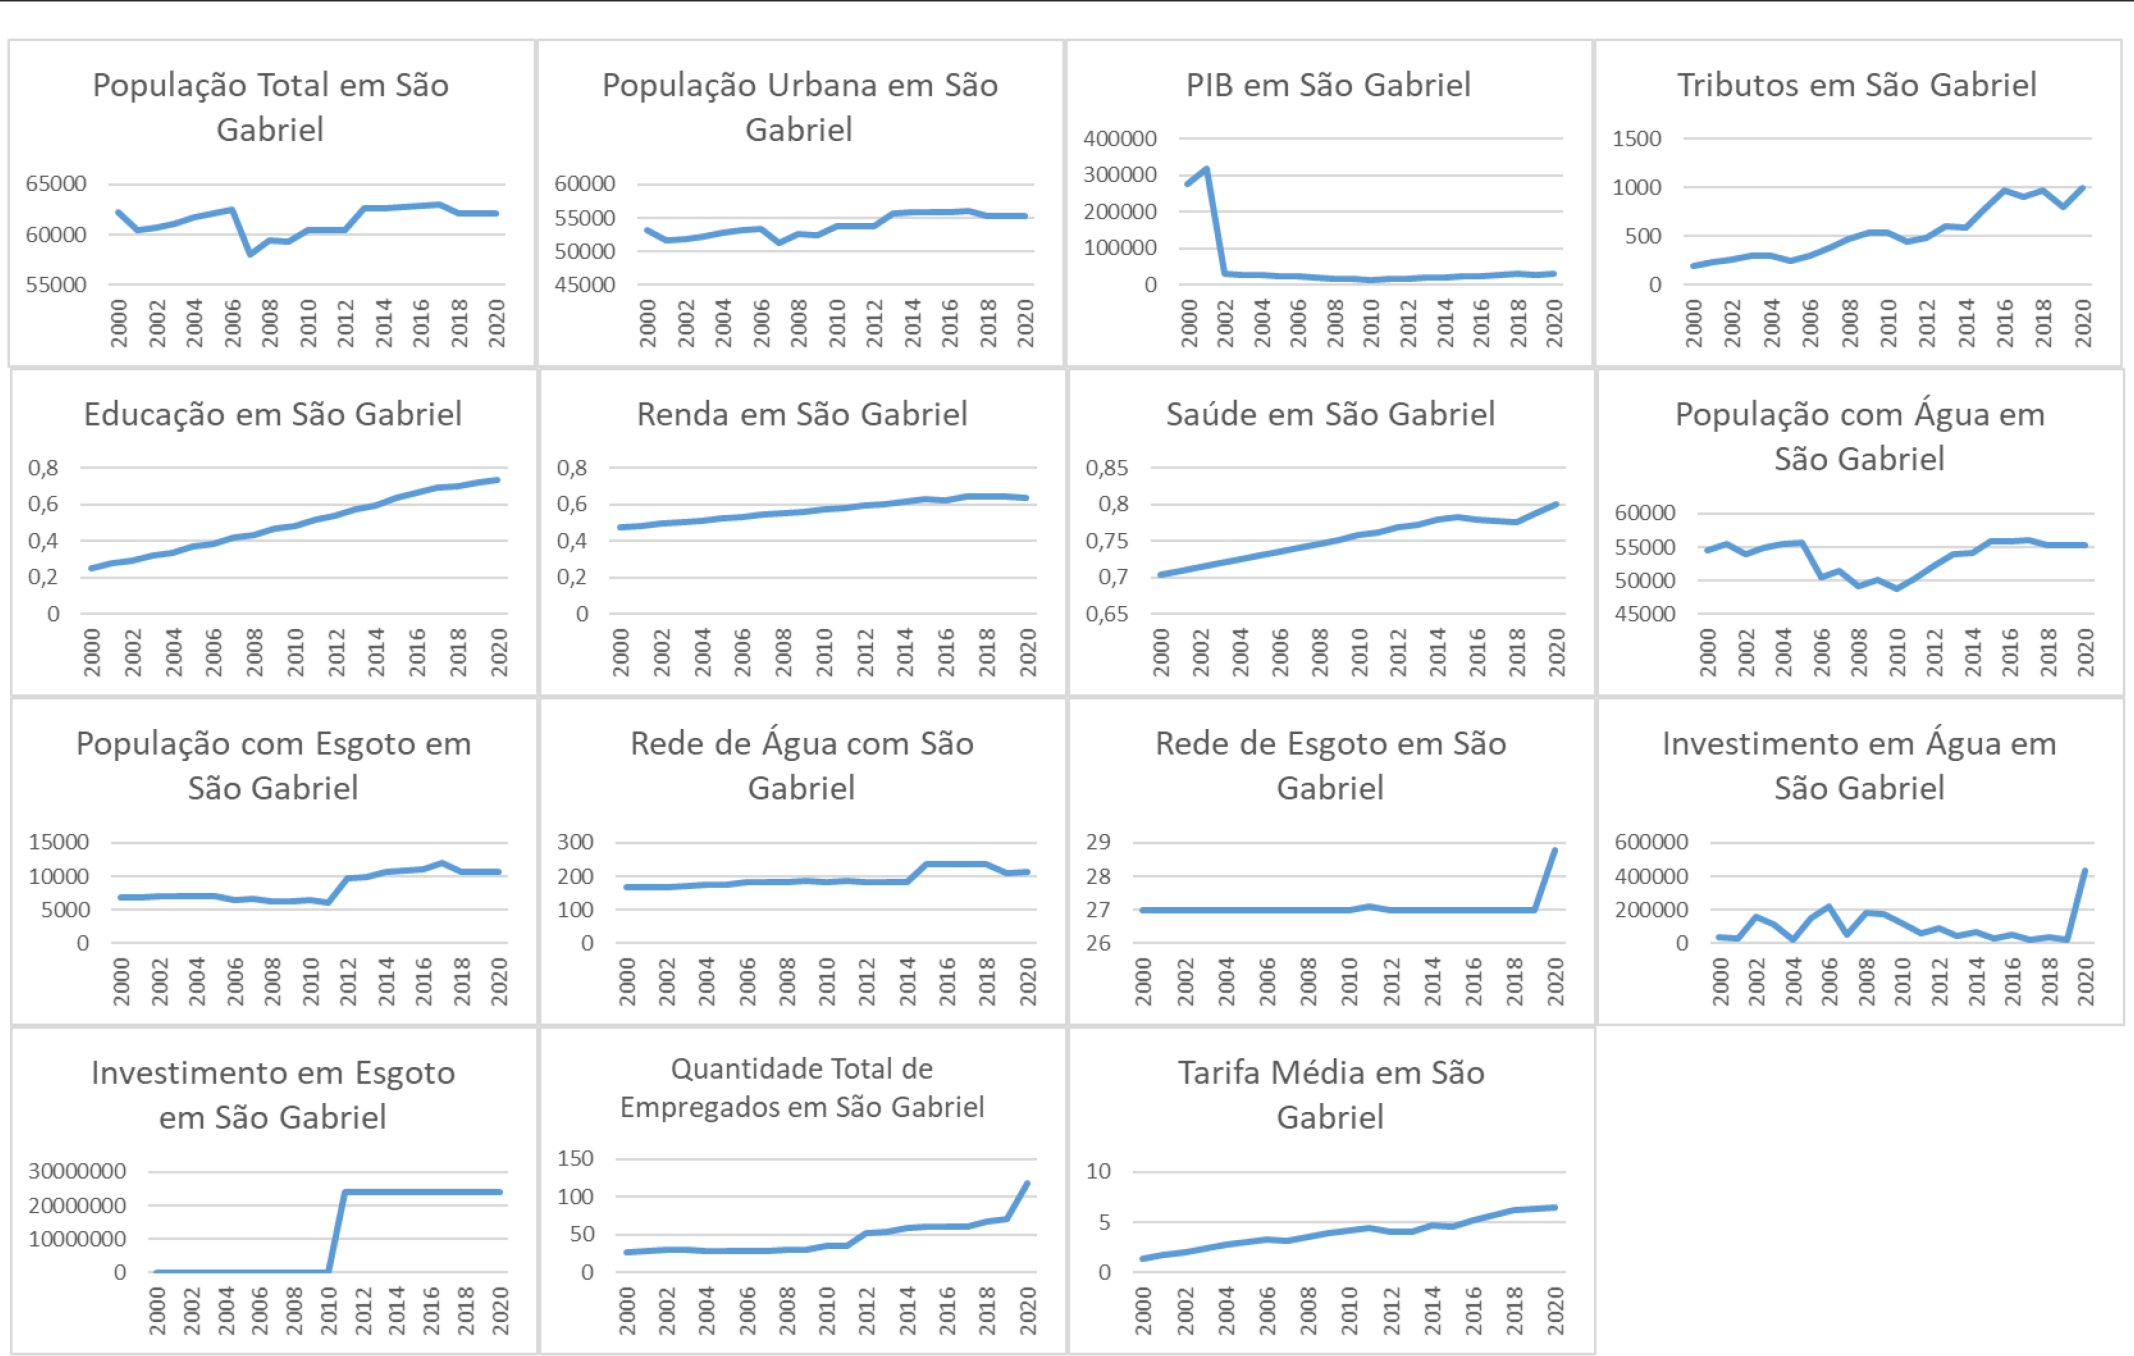 População Total em São
Gabriel
65000
60000
55000
2000 2002 2004 2006 2008 2010 2012 2014 2016 2018 2020
População Urbana em São
Gabriel
60000
55000
50000
45000
2000 2002 2004 2006 2008 2010 2012 2014 2016 2018 2020
PIB em São Gabriel
400000
300000
200000
100000
0
2000 2002 2004 2006 2008 2010 2012 2014 2016 2018 2020
Tributos em São Gabriel
1500
1000
500
0
2000 2002 2004 2006 2008 2010 2012 2014 2016 2018 2020
Educação em São Gabriel
0,8
0,6
0,4
0,2
0
2000 2002 2004 2006 2008 2010 2012 2014 2016 2018 2020
Renda em São Gabriel
0,8
0,6
0,4
0,2
0
2000 2002 2004 2006 2008 2010 2012 2014 2016 2018 2020
Saúde em São Gabriel
0,85
0,8
0,75
0,7
0,65
2000 2002 2004 2006 2008 2010 2012 2014 2016 2018 2020
População com Água em
São Gabriel
60000
55000
50000
45000
2000 2002 2004 2006 2008 2010 2012 2014 2016 2018 2020
População com Esgoto em
São Gabriel
15000
10000
5000
0
2000 2002 2004 2006 2008 2010 2012 2014 2016 2018 2020
Rede de Água com São
Gabriel
300
200
100
0
2000 2002 2004 2006 2008 2010 2012 2014 2016 2018 2020
Rede de Esgoto em São
Gabriel
29
28
27
26
2000 2002 2004 2006 2008 2010 2012 2014 2016 2018 2020
Investimento em Água em
São Gabriel
600000
400000
200000
0
2000 2002 2004 2006 2008 2010 2012 2014 2016 2018 2020
Investimento em Esgoto
em São Gabriel
30000000
20000000
10000000
0
2000 2002 2004 2006 2008 2010 2012 2014 2016 2018 2020
Quantidade Total de
Empregados em São Gabriel
150
100
50
0
2000 2002 2004 2006 2008 2010 2012 2014 2016 2018 2020
Tarifa Média em São
Gabriel
10
5
0
2000 2002 2004 2006 2008 2010 2012 2014 2016 2018 2020